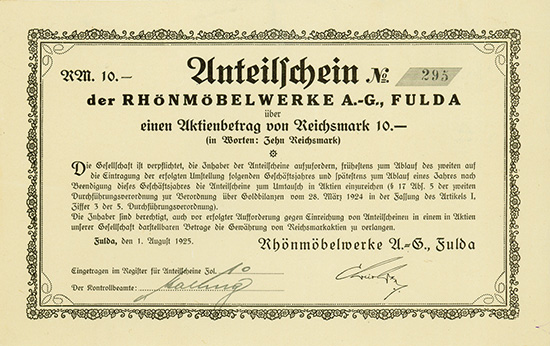 RM. 10.— Anteilschein No. 295
der RHÖNMÖBELWERKE A.-G., FULDA
über
einen Aktienbetrag von Reichsmark 10.—
(in Worten: Zehn Reichsmark)
Die Gesellschaft ist verpflichtet, die Inhaber der Anteilscheine aufzufordern, frühestens zum Ablauf des zweiten auf
die Eintragung der erfolgten Umstellung folgenden Geschäftsjahres und spätestens zum Ablauf eines Jahres nach
Beendigung dieses Geschäftsjahres die Anteilscheine zum Umtausch in Aktien einzureichen (§ 17 Abs. 5 der zweiten
Durchführungsverordnung zur Verordnung über Goldbilanzen vom 28. März 1924 in der Fassung des Artikels I,
Ziffer 3 der 5. Durchführungsverordnung).
Die Inhaber sind berechtigt, auch vor erfolgter Aufforderung gegen Einreichung von Anteilscheinen in einem in Aktien
unserer Gesellschaft darstellbaren Betrage die Gewährung von Reichsmarkaktien zu verlangen.
Fulda, den 1. August 1925. Rhönmöbelwerke A.-G., Fulda
Eingetragen im Register für Anteilscheine Fol.
Der Kontrollbeamte: